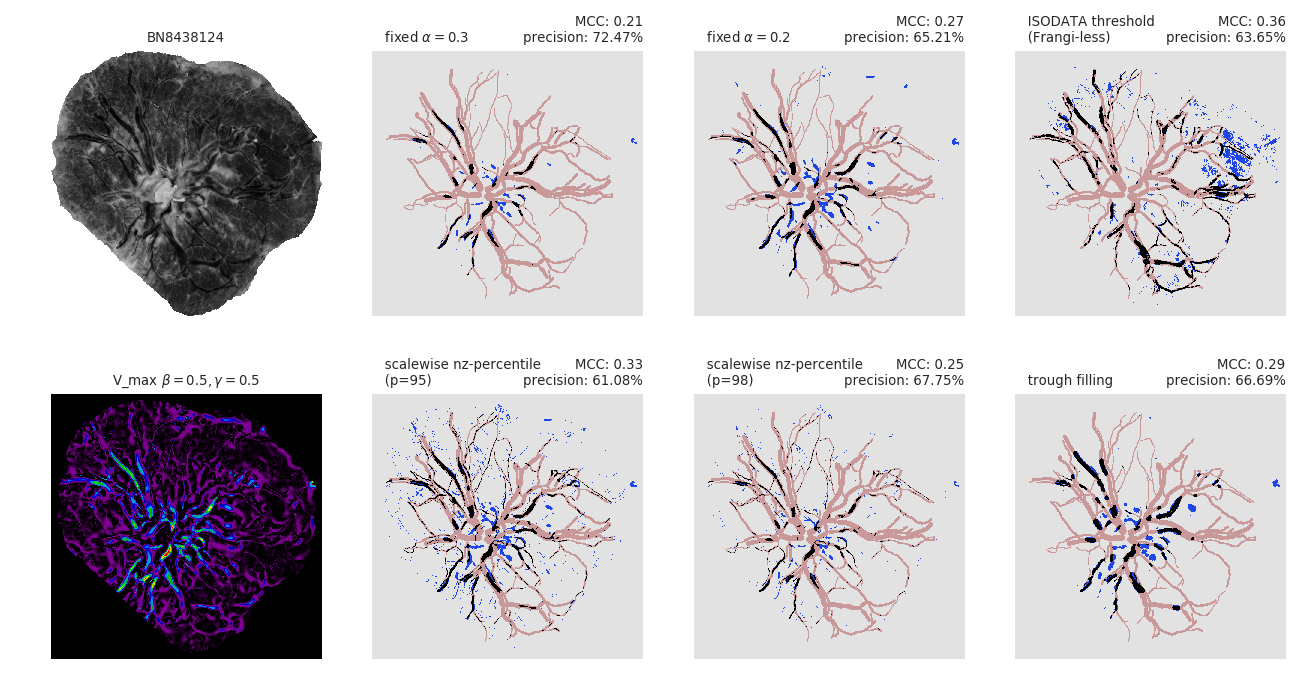 BN8438124
fixed α = 0.3
MCC: 0.21
precision: 72.47%
fixed α = 0.2
MCC: 0.27
precision: 65.21%
ISODATA threshold
(Frangi-less)
MCC: 0.36
precision: 63.65%
V_max β = 0.5, γ = 0.5
scalewise nz-percentile
(p=95)
MCC: 0.33
precision: 61.08%
scalewise nz-percentile
(p=98)
MCC: 0.25
precision: 67.75%
trough filling
MCC: 0.29
precision: 66.69%